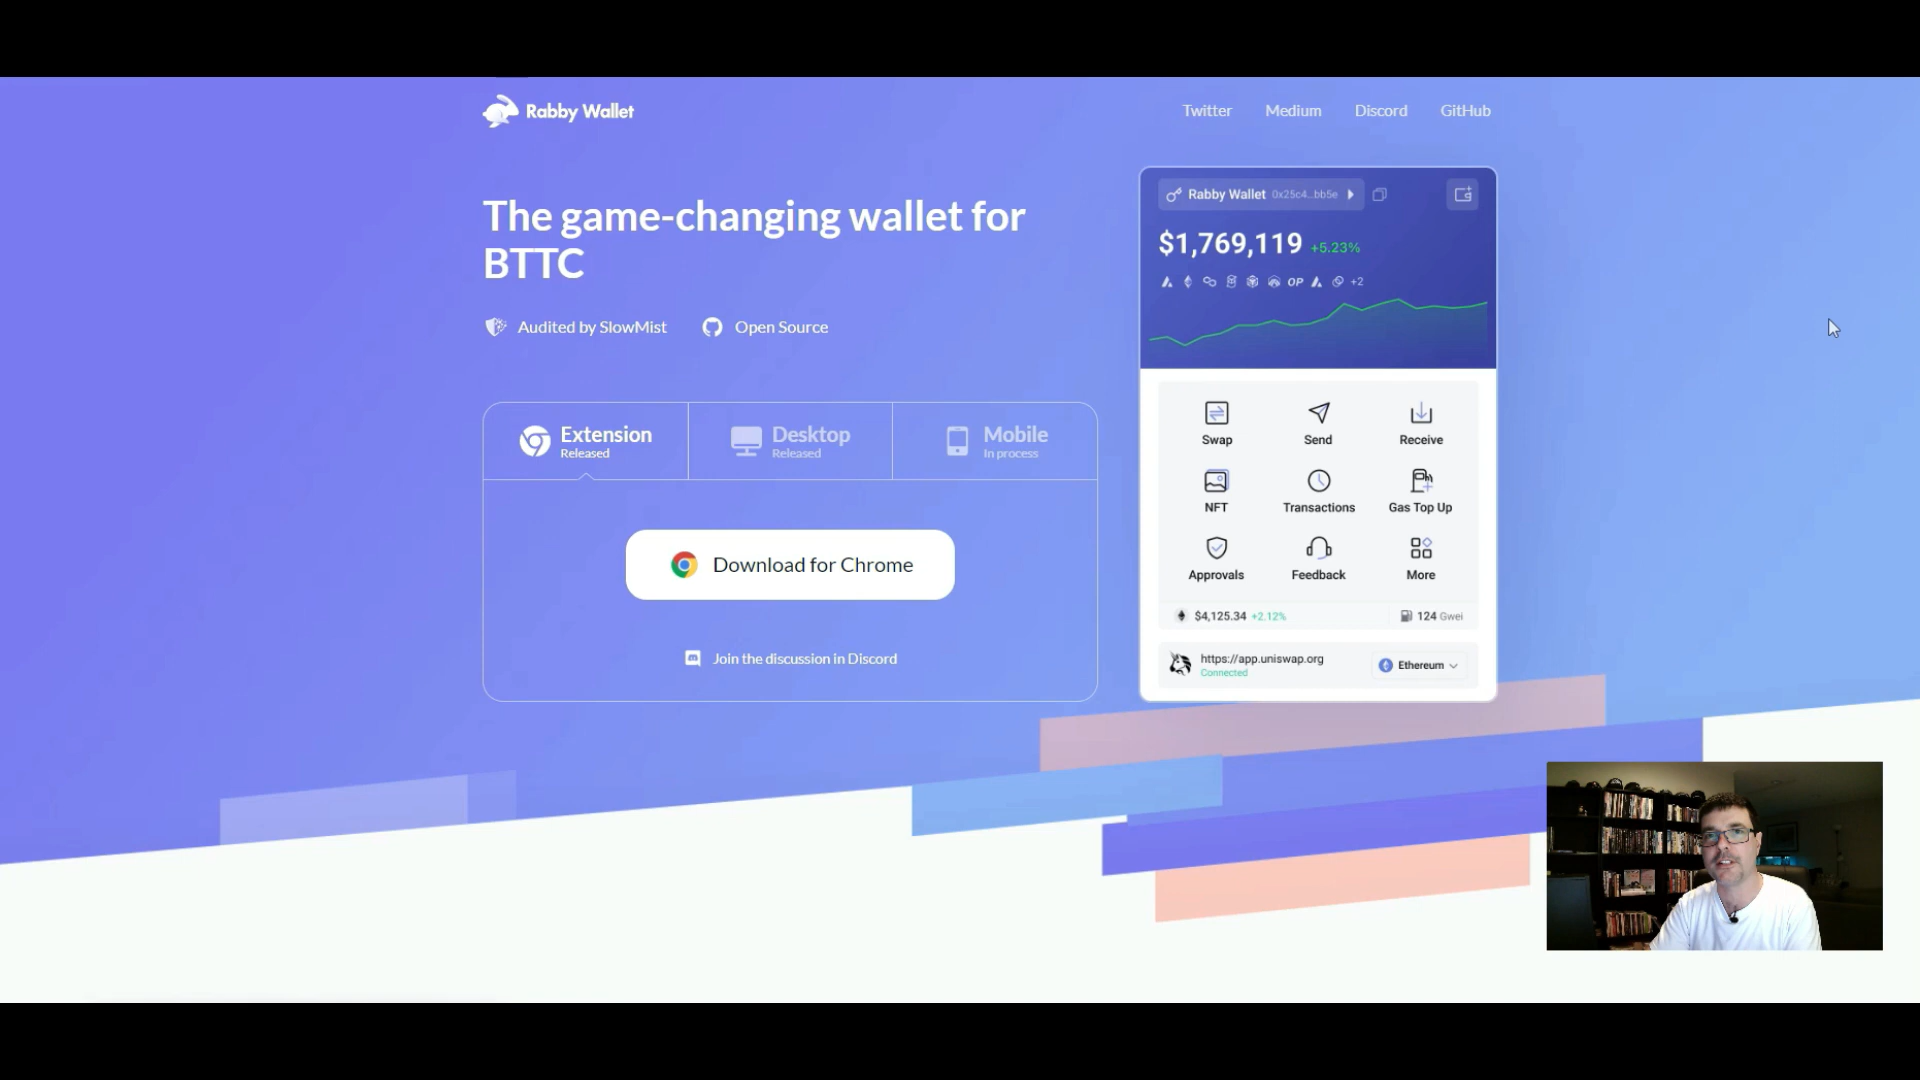 Rabby Wallet
Twitter Medium Discord GitHub
The game-changing wallet for
BTTC
Audited by SlowMist Open Source
Extension
Released
Desktop
Released
Mobile
In process
Download for Chrome
Join the discussion in Discord
Rabby Wallet 0x25c4...bb5e
$1,769,119 +5.23%
OP +2
Swap Send Receive
NFT Transactions Gas Top Up
Approvals Feedback More
$4,125.34 +2.12% 124 Gwei
https://app.uniswap.org
Connected
Ethereum